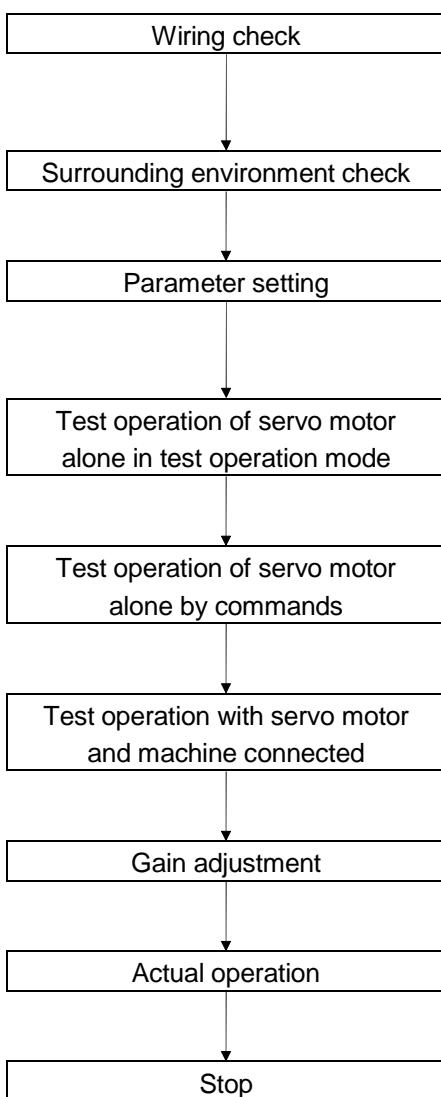 Wiring check
Surrounding environment check
Parameter setting
Test operation of servo motor
alone in test operation mode
Test operation of servo motor
alone by commands
Test operation with servo motor
and machine connected
Gain adjustment
Actual operation
Stop